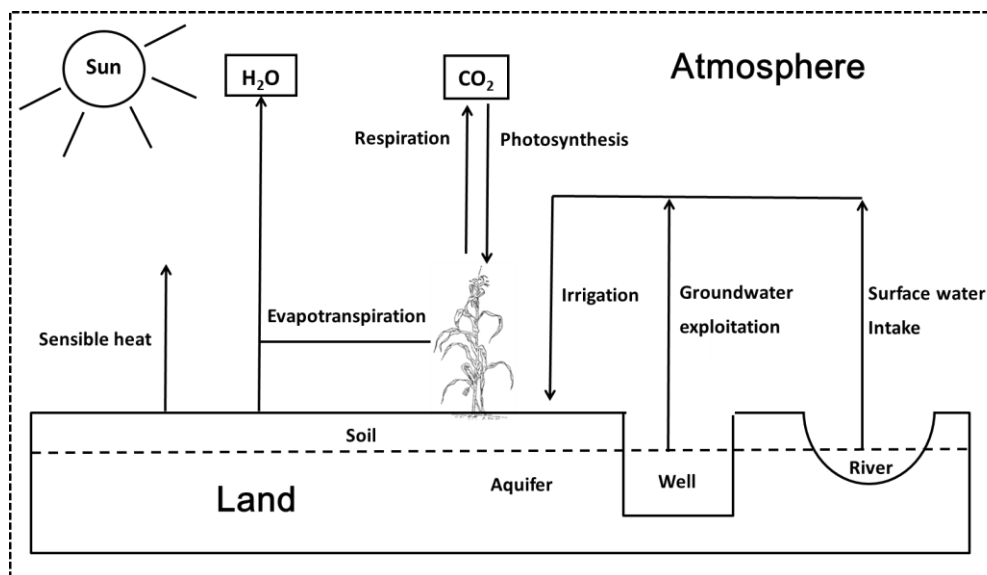 Sun
H₂O
CO₂
Atmosphere
Respiration
Photosynthesis
Irrigation
Groundwater
exploitation
Surface water
Intake
Evapotranspiration
Sensible heat
Soil
Aquifer
Well
River
Land